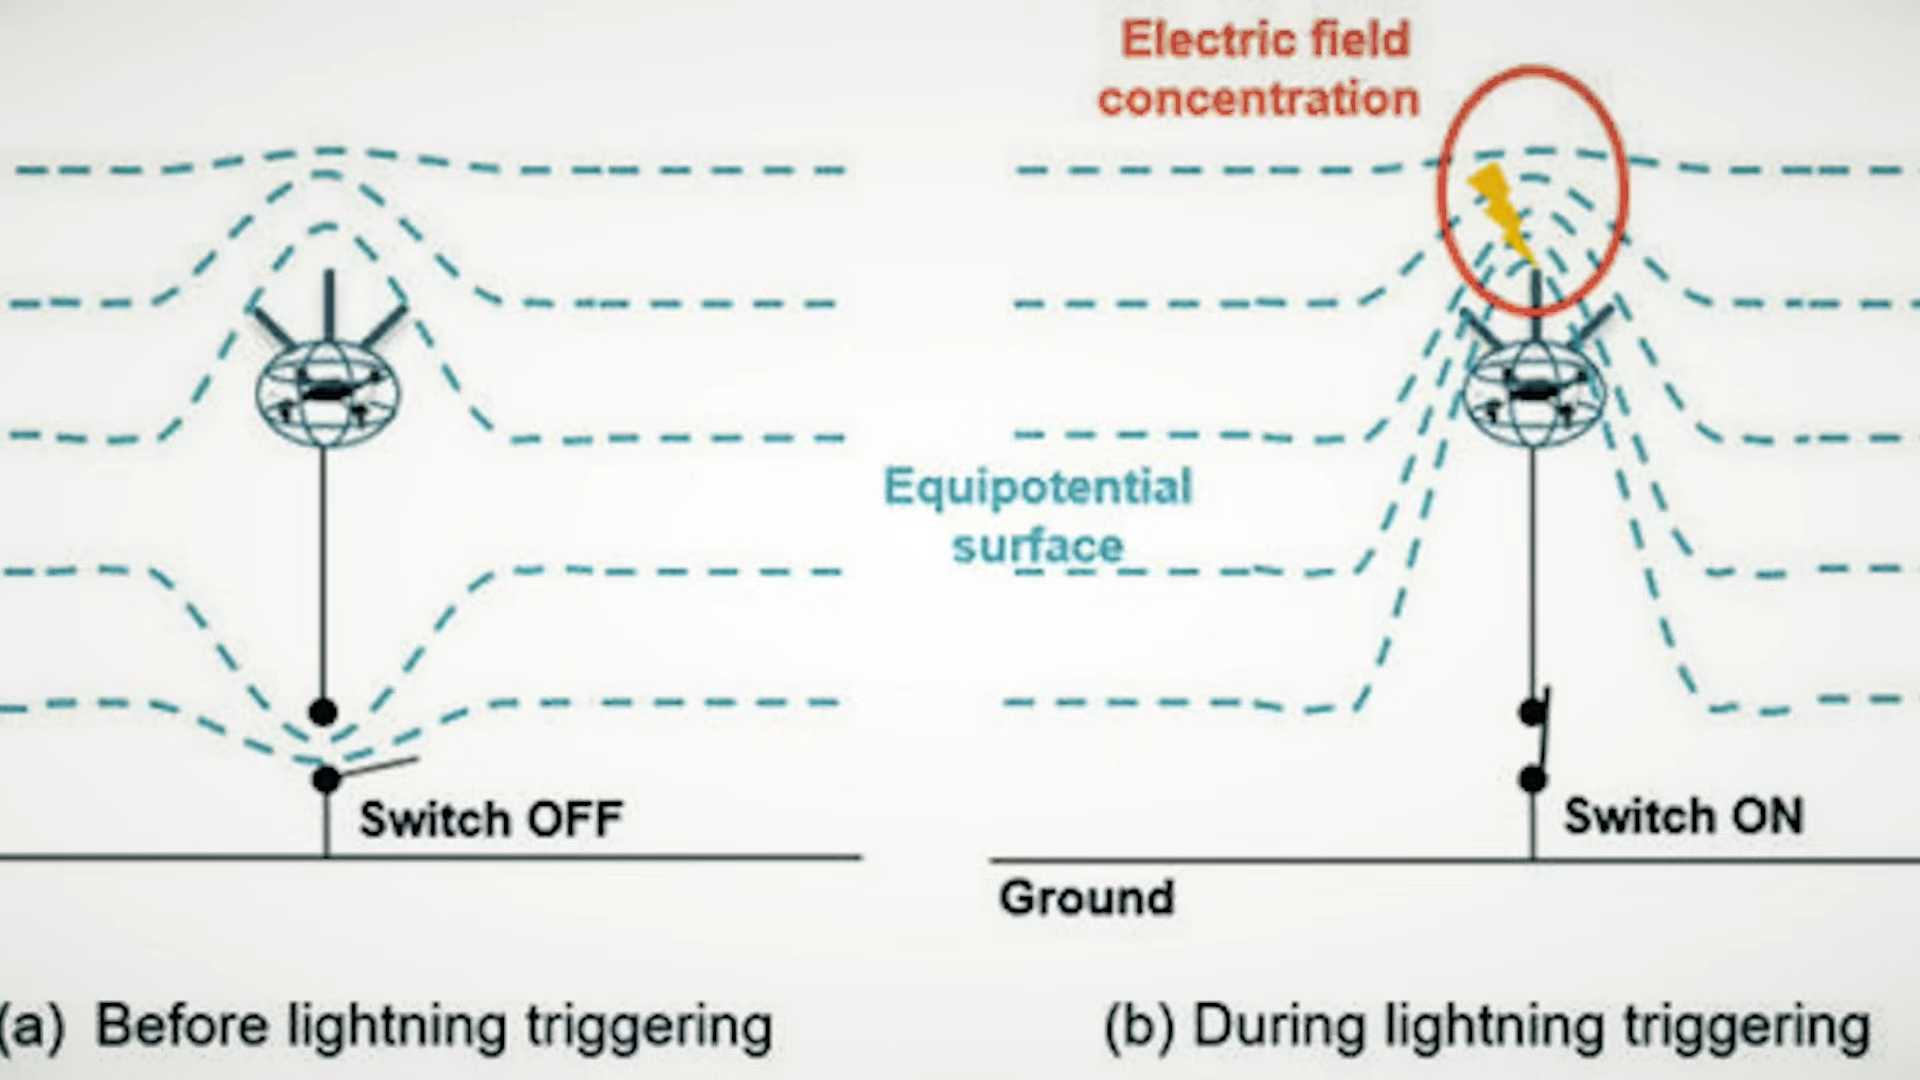 Electric field
concentration
Equipotential
surface
Switch OFF
Switch ON
Ground
(a) Before lightning triggering
(b) During lightning triggering